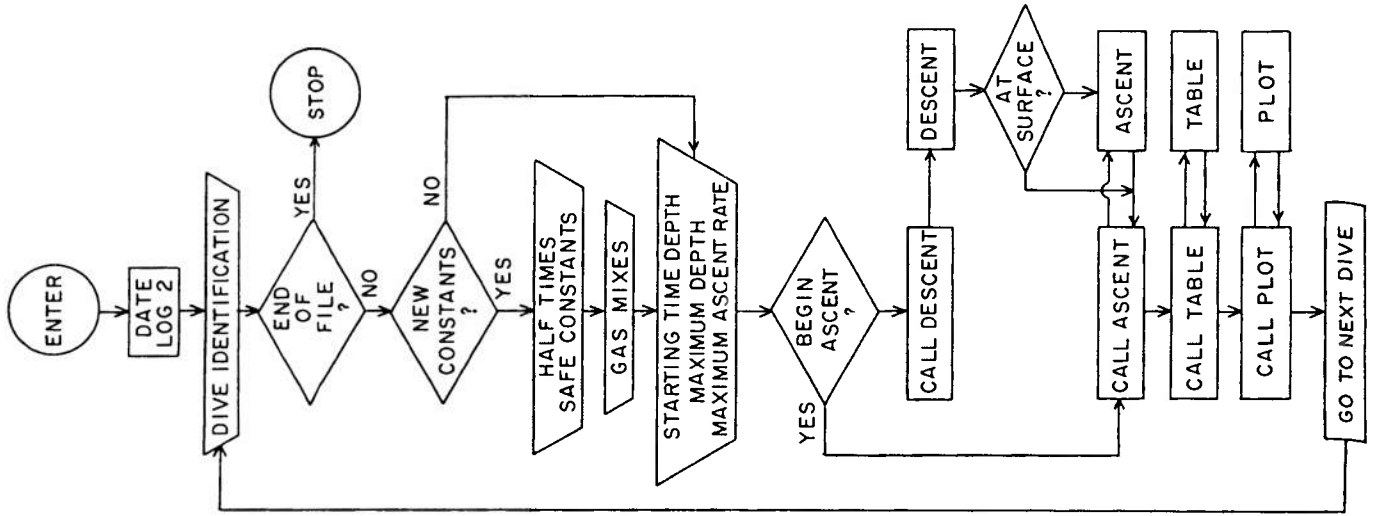 ENTER
DATE
LOG 2
DIVE IDENTIFICATION
END
OF
FILE
?
YES
STOP
NO
NEW
CONSTANTS
?
NO
YES
HALF TIMES
SAFE CONSTANTS
GAS MIXES
STARTING TIME DEPTH
MAXIMUM DEPTH
MAXIMUM ASCENT RATE
BEGIN
ASCENT
?
YES
CALL DESCENT
DESCENT
AT
SURFACE
?
CALL ASCENT
ASCENT
CALL TABLE
TABLE
CALL PLOT
PLOT
GO TO NEXT DIVE